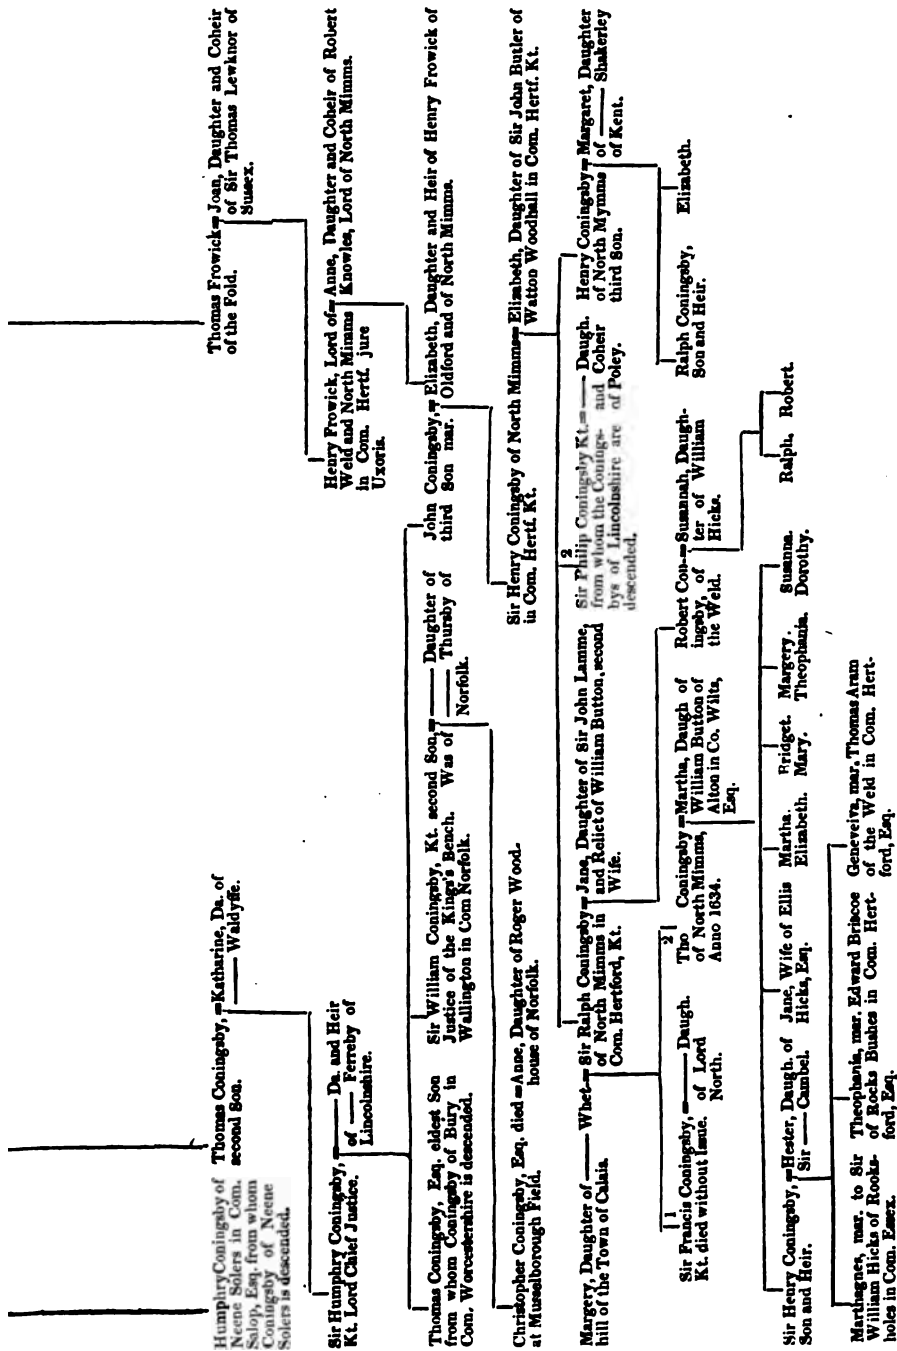 Humphry Coningsby of
Neene Solers in Com.
Salop, Esq. from whom
Coningsby of Neene
Solers is descended.
Thomas Coningsby, = Katharine, Da. of
second Son. —— Waldyffe.
Thomas Frowick = Joan, Daughter and Coheir
of the Fold. of Sir Thomas Lewknor of
Sussex.
Sir Humphry Coningsby, = —— Da. and Heir
Kt. Lord Chief Justice. of —— Ferreby of
Lincolnshire.
Henry Frowick, Lord of = Anne, Daughter and Coheir of Robert
Weld and North Mimms Knowles, Lord of North Mimms.
in Com. Hertf. jure
Uxoris.
Thomas Coningsby, Esq. eldest Son
from whom Coningsby of Bury in
Com. Worcestershire is descended.
Sir William Coningsby, Kt. second Son, = —— Daughter of
Justice of the King's Bench. Was of —— Thursby of
Wallington in Com Norfolk. Norfolk.
John Coningsby, = Elizabeth, Daughter and Heir of Henry Frowick of
third Son mar. Oldford and of North Mimms.
Christopher Coningsby, Esq. died = Anne, Daughter of Roger Wood-
at Musselborough Field. house of Norfolk.
Sir Henry Coningsby of North Mimms = Elizabeth, Daughter of Sir John Butler of
in Com. Hertf. Kt. Watton Woodhall in Com. Hertf. Kt.
Margery, Daughter of —— Whet- = Sir Ralph Coningsby = Jane, Daughter of Sir John Lamme,
hill of the Town of Calais. of North Mimms in and Relict of William Button, second
Com. Hertford, Kt. Wife.
2
Sir Philip Coningsby Kt. = —— Daugh.
from whom the Conings- and Coheir
bys of Lincolnshire are of Poley.
descended.
Henry Coningsby = Margaret, Daughter
of North Mymms of —— Shakerley
third Son. of Kent.
1
Sir Francis Coningsby, = —— Daugh.
Kt. died without Issue. of Lord
North.
2
Tho Coningsby = Martha, Daugh of
of North Mimms, William Button of
Anno 1634. Alton in Co. Wilts,
Esq.
Robert Con- = Susannah, Daugh-
ingsby, of ter of William
the Weld. Hicks.
Ralph Coningsby, Elizabeth.
Son and Heir.
Sir Henry Coningsby, = Hester, Daugh. of
Son and Heir. Sir —— Cambel.
Jane, Wife of Ellis
Hicks, Esq.
Martha. Bridget. Margery. Susanna.
Elizabeth. Mary. Theophania. Dorothy.
Ralph. Robert.
Marthagnes, mar. to Sir
William Hicks of Rooks-
holes in Com. Essex.
Theophania, mar. Edward Briscoe
of Rocks Bushes in Com. Hert-
ford, Esq.
Geneveiva, mar. Thomas Aram
of the Weld in Com. Hert-
ford, Esq.